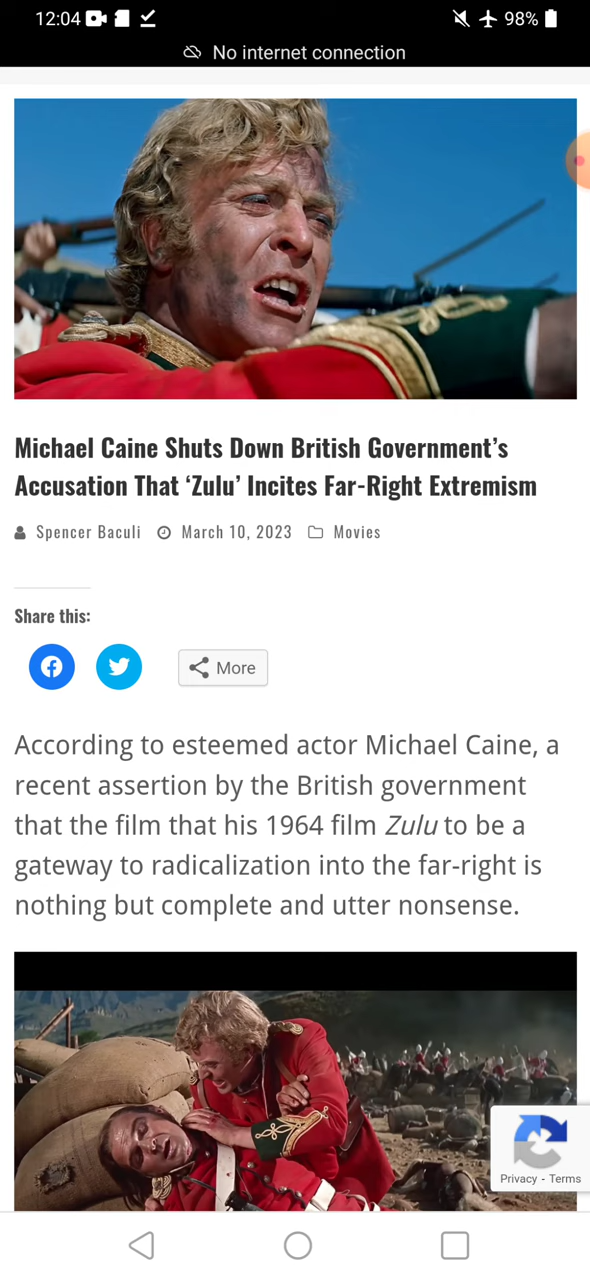 12:04 98%
No internet connection
Michael Caine Shuts Down British Government’s
Accusation That ‘Zulu’ Incites Far-Right Extremism
Spencer Baculi March 10, 2023 Movies
Share this:
More
According to esteemed actor Michael Caine, a
recent assertion by the British government
that the film that his 1964 film Zulu to be a
gateway to radicalization into the far-right is
nothing but complete and utter nonsense.
Privacy - Terms